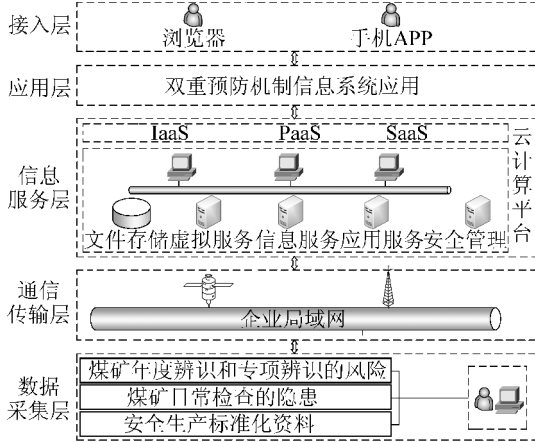 接入层
浏览器 手机APP
应用层
双重预防机制信息系统应用
信息
服务层
IaaS PaaS SaaS
云计算平台
文件存储 虚拟服务 信息服务 应用服务 安全管理
通信
传输层
企业局域网
数据
采集层
煤矿年度辨识和专项辨识的风险
煤矿日常检查的隐患
安全生产标准化资料